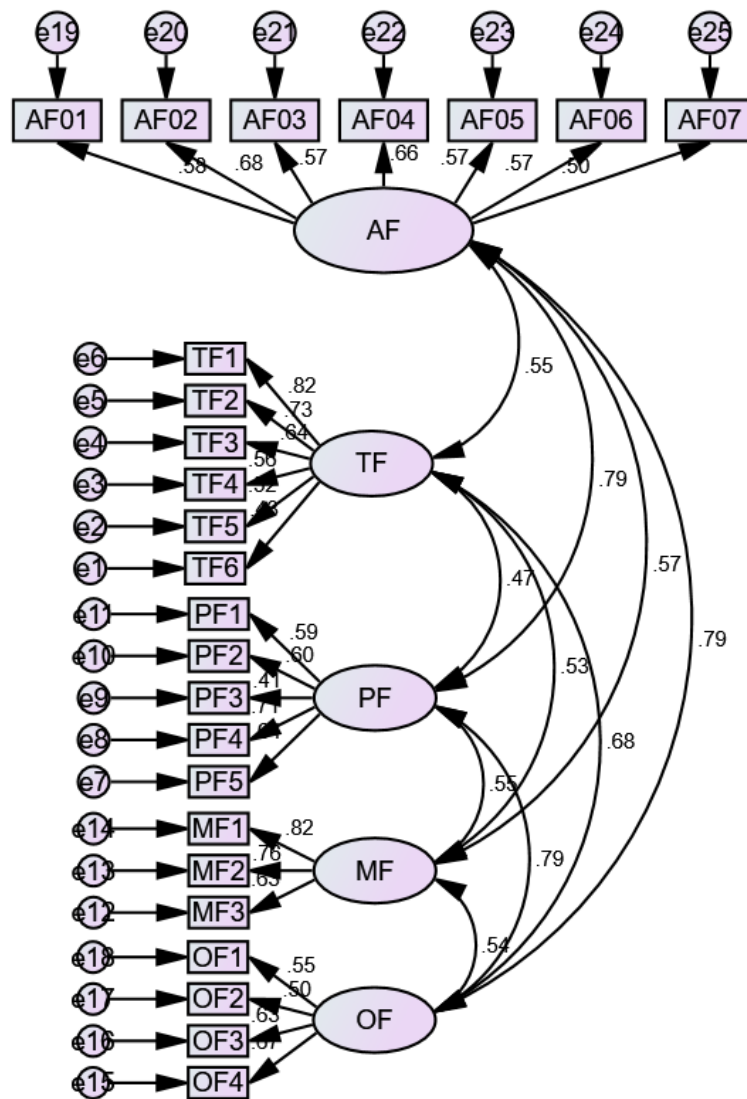 e19 e20 e21 e22 e23 e24 e25
AF01 AF02 AF03 AF04 AF05 AF06 AF07
.58 .68 .57 .66 .57 .57 .50
AF
.55
.79
.57
.79
e6 TF1 .82
e5 TF2 .73
e4 TF3 .64
e3 TF4
e2 TF5
e1 TF6
TF
.47
.53
.68
e11 PF1 .59
e10 PF2 .60
e9 PF3 .41
e8 PF4 .71
e7 PF5
PF
.55
.79
e14 MF1 .82
e13 MF2 .76
e12 MF3 .63
MF
.54
e18 OF1 .55
e17 OF2 .50
e16 OF3 .63
e15 OF4 .67
OF